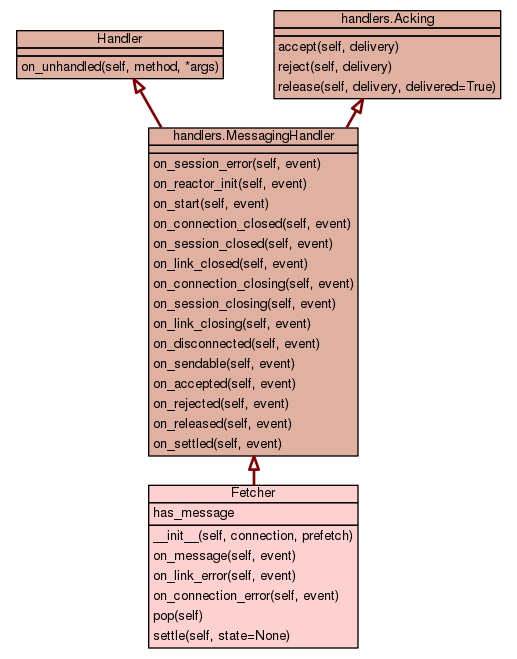 Handler
on_unhandled(self, method, *args)
handlers.Acking
accept(self, delivery)
reject(self, delivery)
release(self, delivery, delivered=True)
handlers.MessagingHandler
on_session_error(self, event)
on_reactor_init(self, event)
on_start(self, event)
on_connection_closed(self, event)
on_session_closed(self, event)
on_link_closed(self, event)
on_connection_closing(self, event)
on_session_closing(self, event)
on_link_closing(self, event)
on_disconnected(self, event)
on_sendable(self, event)
on_accepted(self, event)
on_rejected(self, event)
on_released(self, event)
on_settled(self, event)
Fetcher
has_message
__init__(self, connection, prefetch)
on_message(self, event)
on_link_error(self, event)
on_connection_error(self, event)
pop(self)
settle(self, state=None)